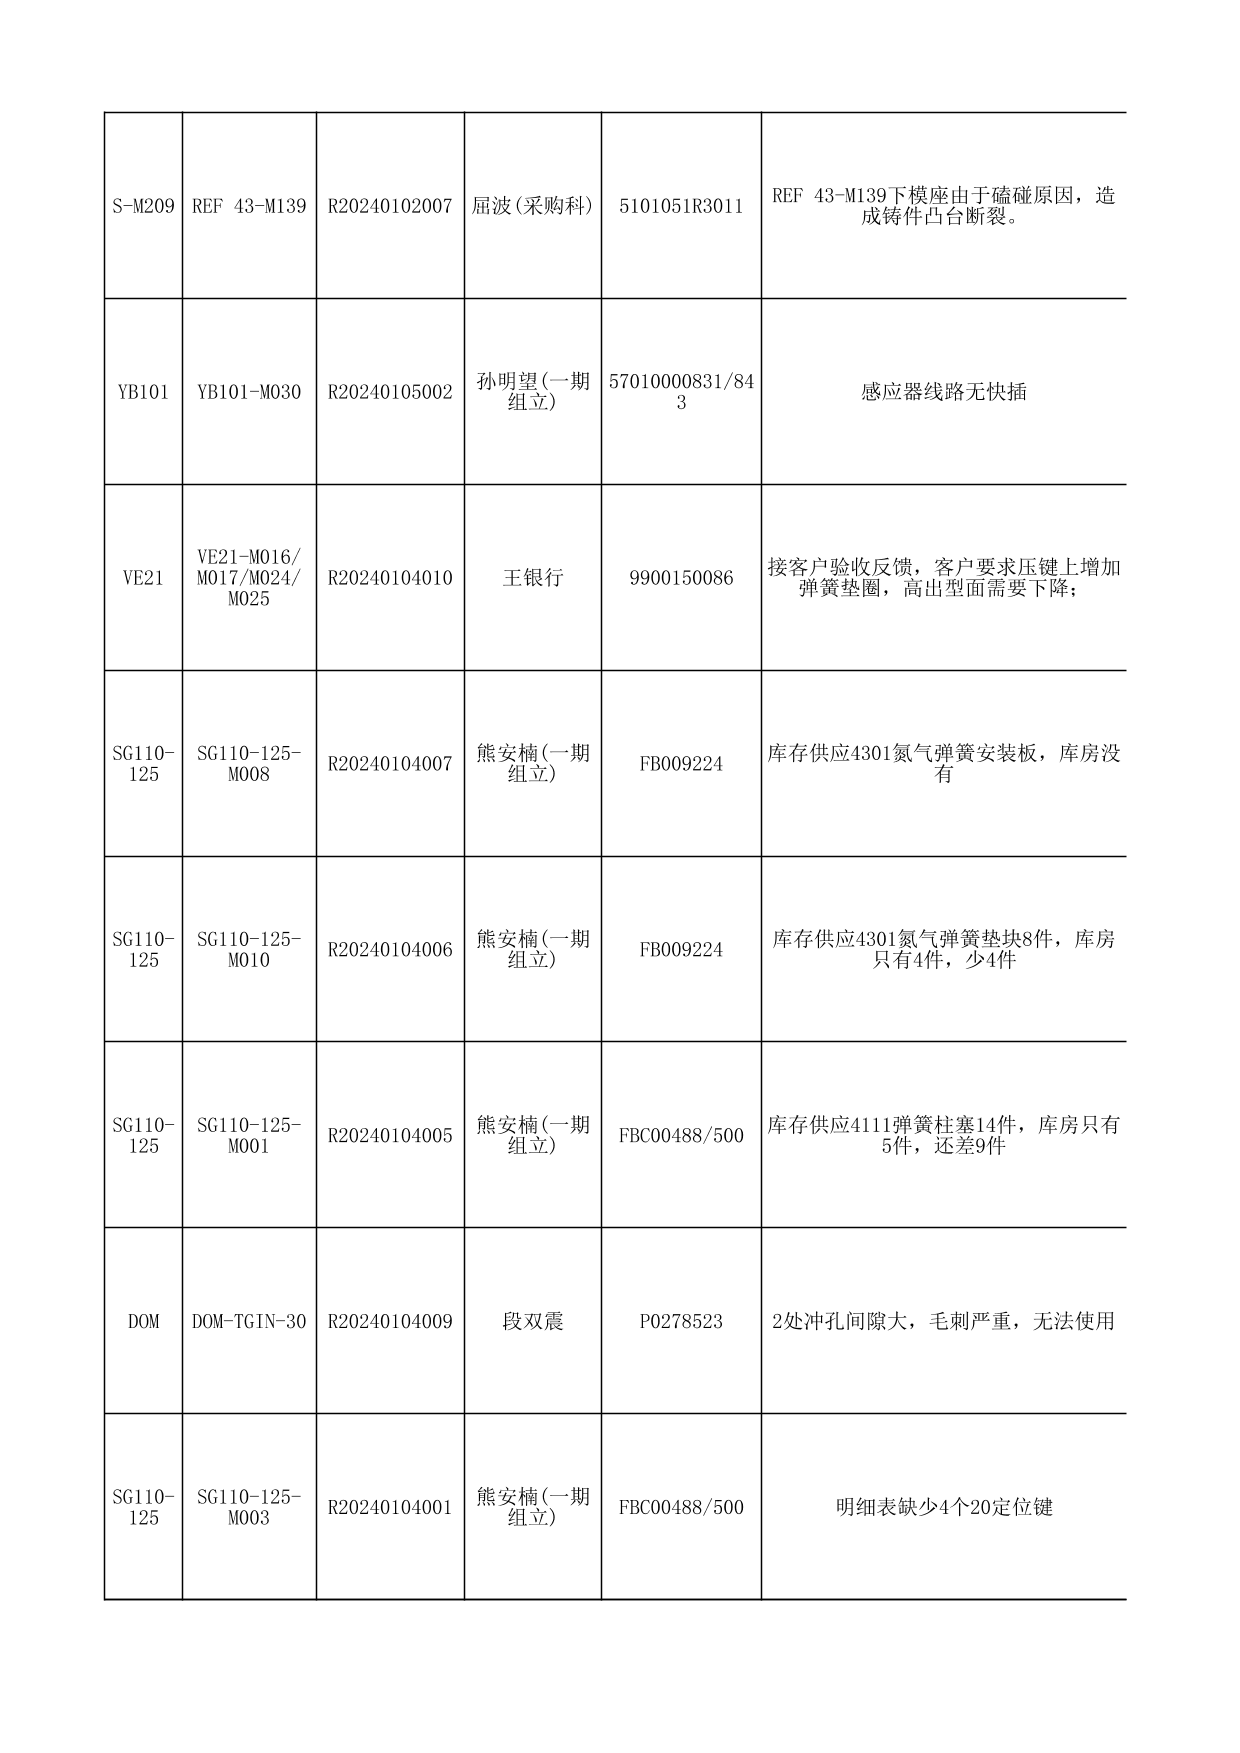 S-M209
REF 43-M139
R20240102007
屈波(采购科)
5101051R3011
REF 43-M139下模座由于磕碰原因，造
成铸件凸台断裂。
YB101
YB101-M030
R20240105002
孙明望(一期
组立)
57010000831/84
3
感应器线路无快插
VE21
VE21-M016/
M017/M024/
M025
R20240104010
王银行
9900150086
接客户验收反馈，客户要求压键上增加
弹簧垫圈，高出型面需要下降；
SG110-
125
SG110-125-
M008
R20240104007
熊安楠(一期
组立)
FB009224
库存供应4301氮气弹簧安装板，库房没
有
SG110-
125
SG110-125-
M010
R20240104006
熊安楠(一期
组立)
FB009224
库存供应4301氮气弹簧垫块8件，库房
只有4件，少4件
SG110-
125
SG110-125-
M001
R20240104005
熊安楠(一期
组立)
FBC00488/500
库存供应4111弹簧柱塞14件，库房只有
5件，还差9件
DOM
DOM-TGIN-30
R20240104009
段双震
P0278523
2处冲孔间隙大，毛刺严重，无法使用
SG110-
125
SG110-125-
M003
R20240104001
熊安楠(一期
组立)
FBC00488/500
明细表缺少4个20定位键